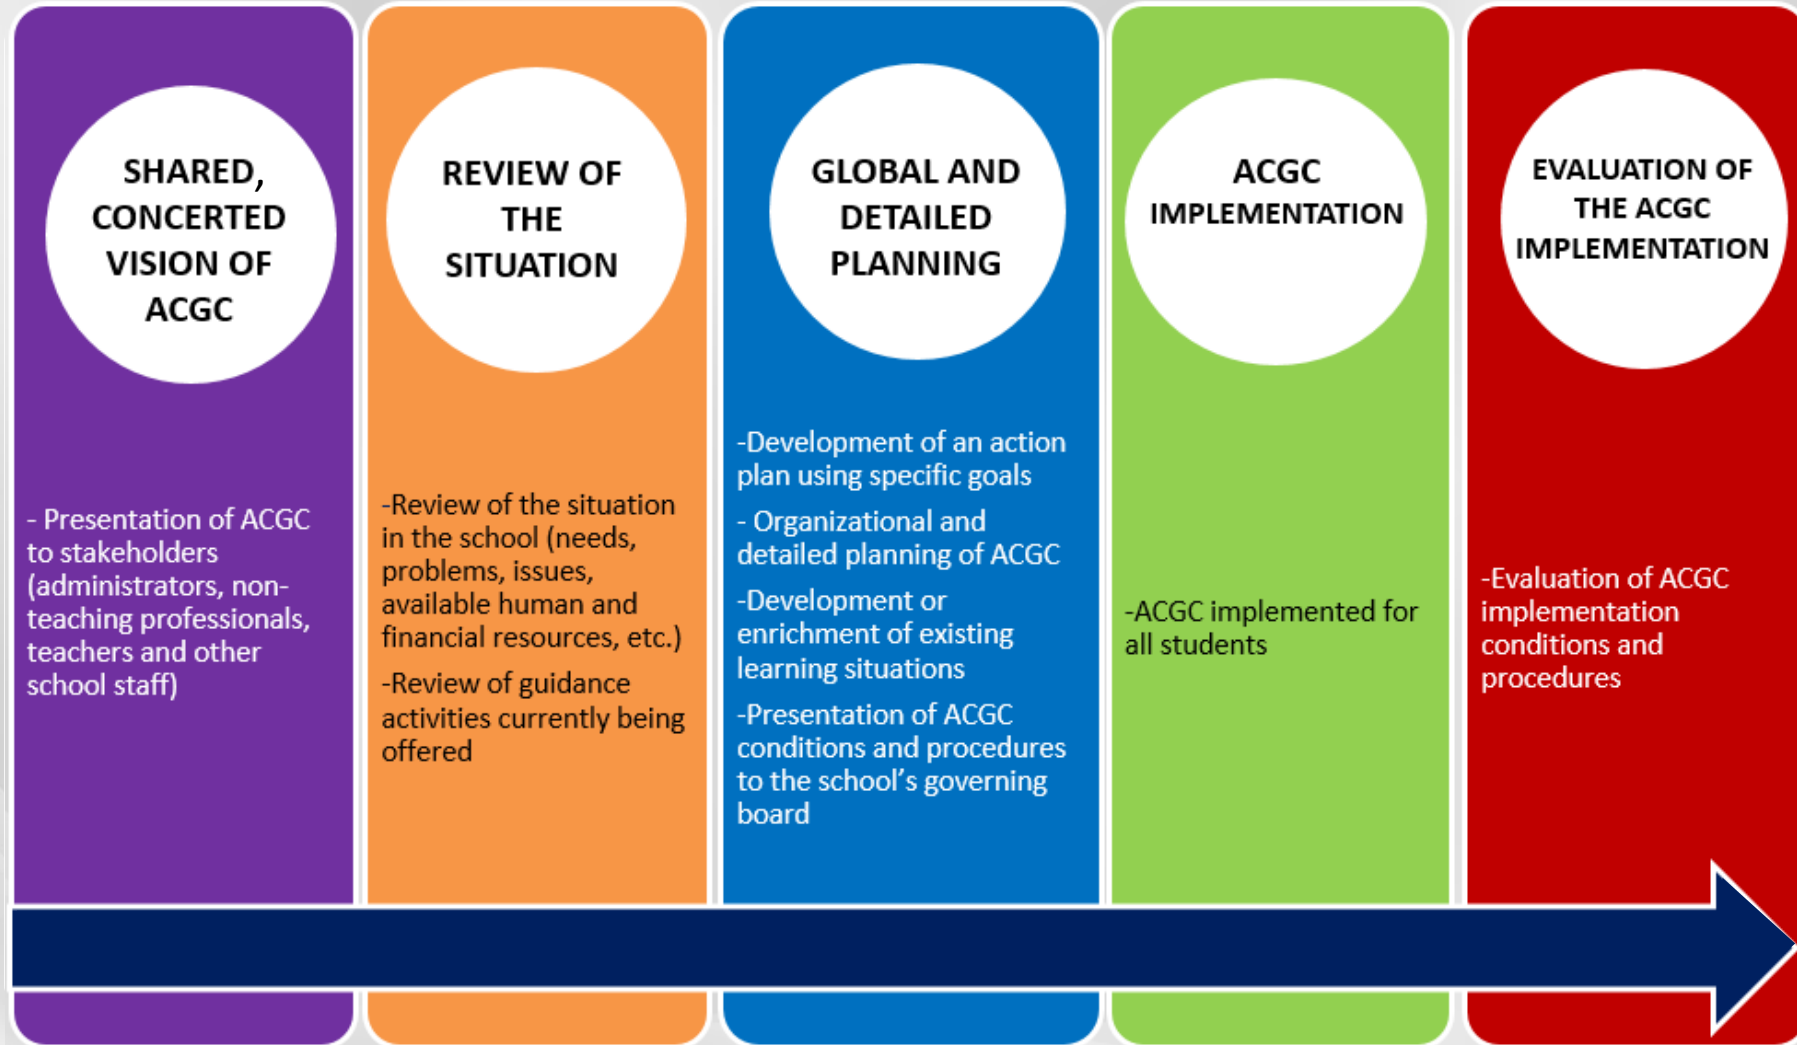 SHARED,
CONCERTED
VISION OF
ACGC
- Presentation of ACGC
to stakeholders
(administrators, non-
teaching professionals,
teachers and other
school staff)
REVIEW OF
THE
SITUATION
-Review of the situation
in the school (needs,
problems, issues,
available human and
financial resources, etc.)
-Review of guidance
activities currently being
offered
GLOBAL AND
DETAILED
PLANNING
-Development of an action
plan using specific goals
- Organizational and
detailed planning of ACGC
-Development or
enrichment of existing
learning situations
-Presentation of ACGC
conditions and procedures
to the school’s governing
board
ACGC
IMPLEMENTATION
-ACGC implemented for
all students
EVALUATION OF
THE ACGC
IMPLEMENTATION
-Evaluation of ACGC
implementation
conditions and
procedures